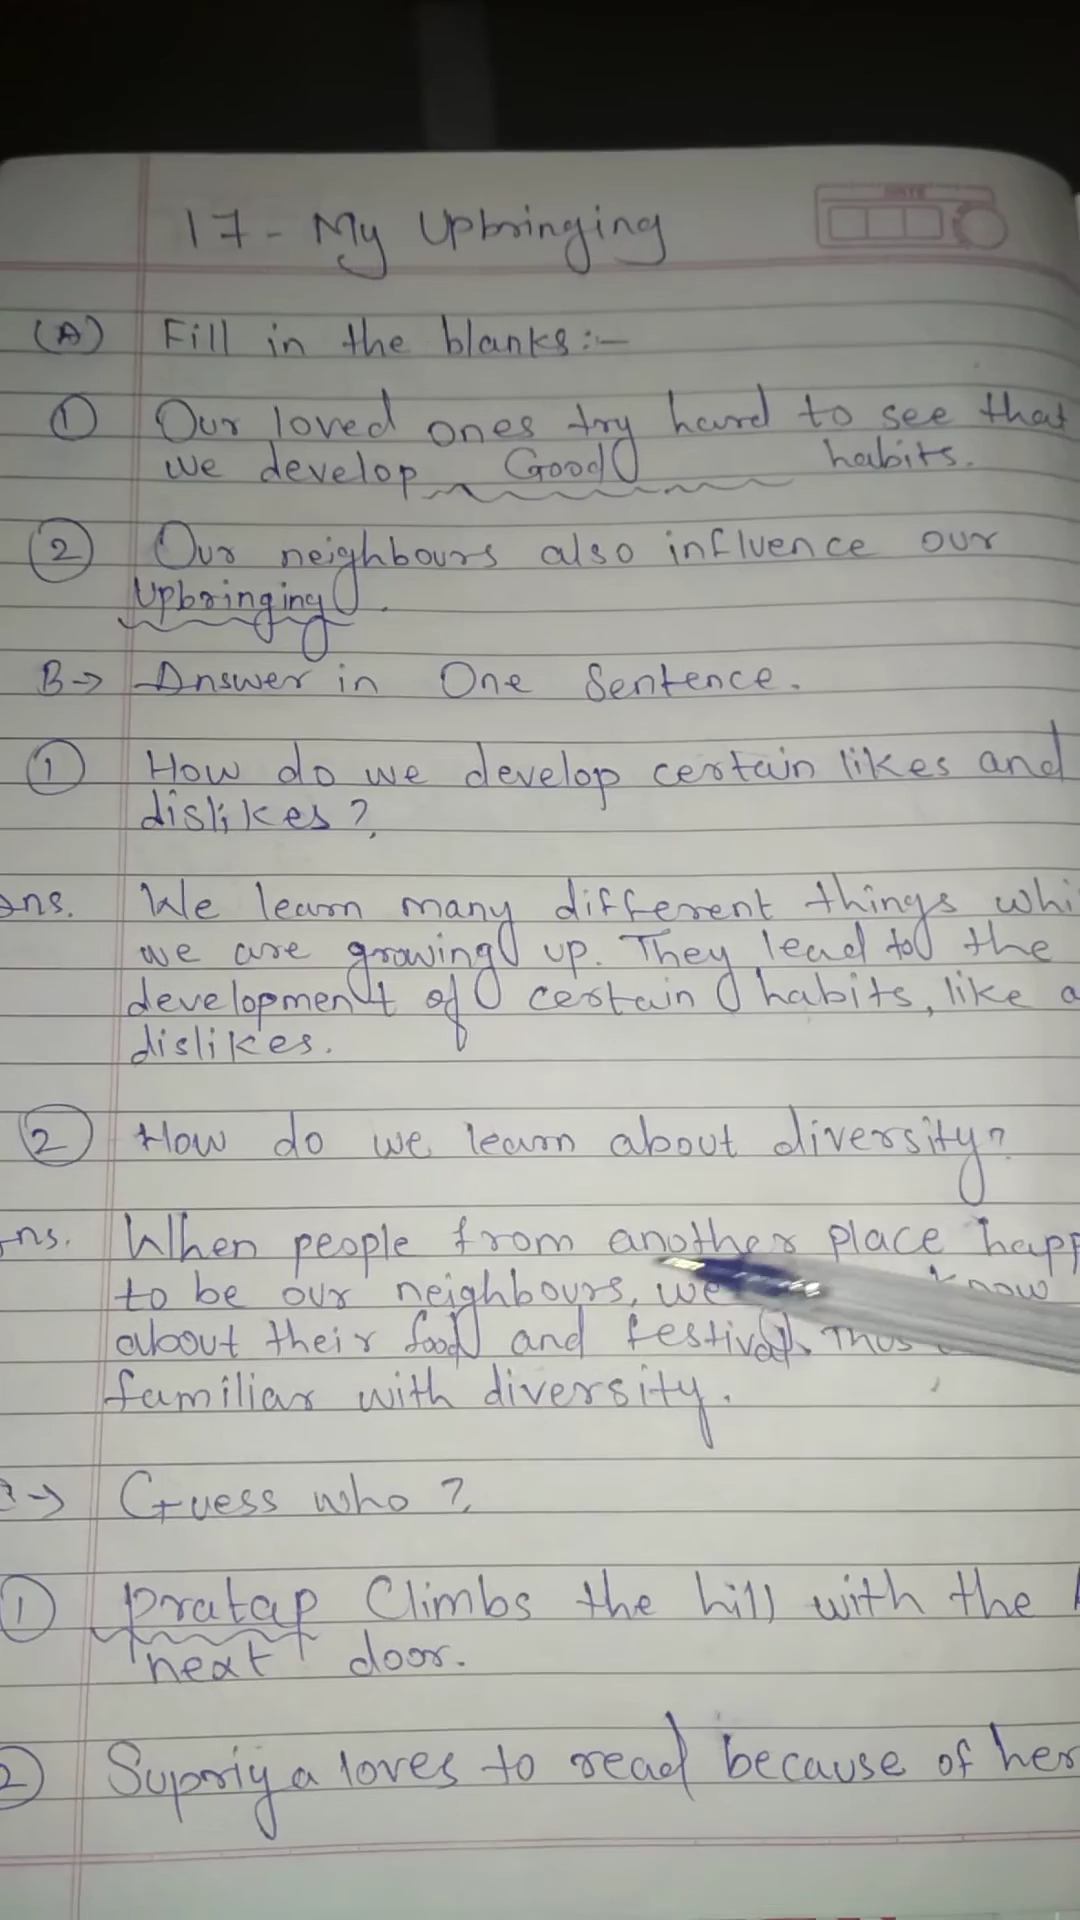 DATE
17 - My Upbringing
(A) Fill in the blanks:-
① Our loved ones try hard to see that
we develop Good habits.
② Our neighbours also influence our
Upbringing.
B→ Answer in One Sentence.
① How do we develop certain likes and
dislikes?
Ans. We learn many different things whi
we are growing up. They lead to the
development of certain habits, like a
dislikes.
② How do we learn about diversity?
Ans. When people from another place happ
to be our neighbours, we know
about their food and festivals Thus
familiar with diversity.
→ Guess who?
① Pratap Climbs the hill with the
next door.
② Supriya loves to read because of her